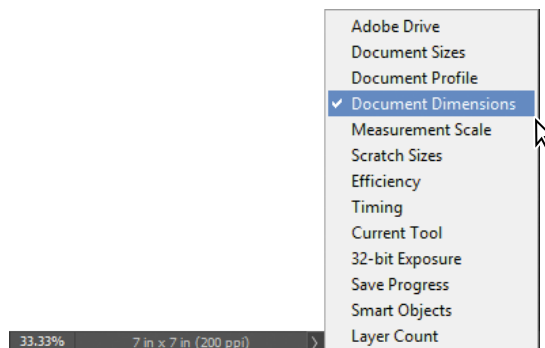 Adobe Drive
Document Sizes
Document Profile
Document Dimensions
Measurement Scale
Scratch Sizes
Efficiency
Timing
Current Tool
32-bit Exposure
Save Progress
Smart Objects
Layer Count
33.33% 7 in x 7 in (200 ppi)